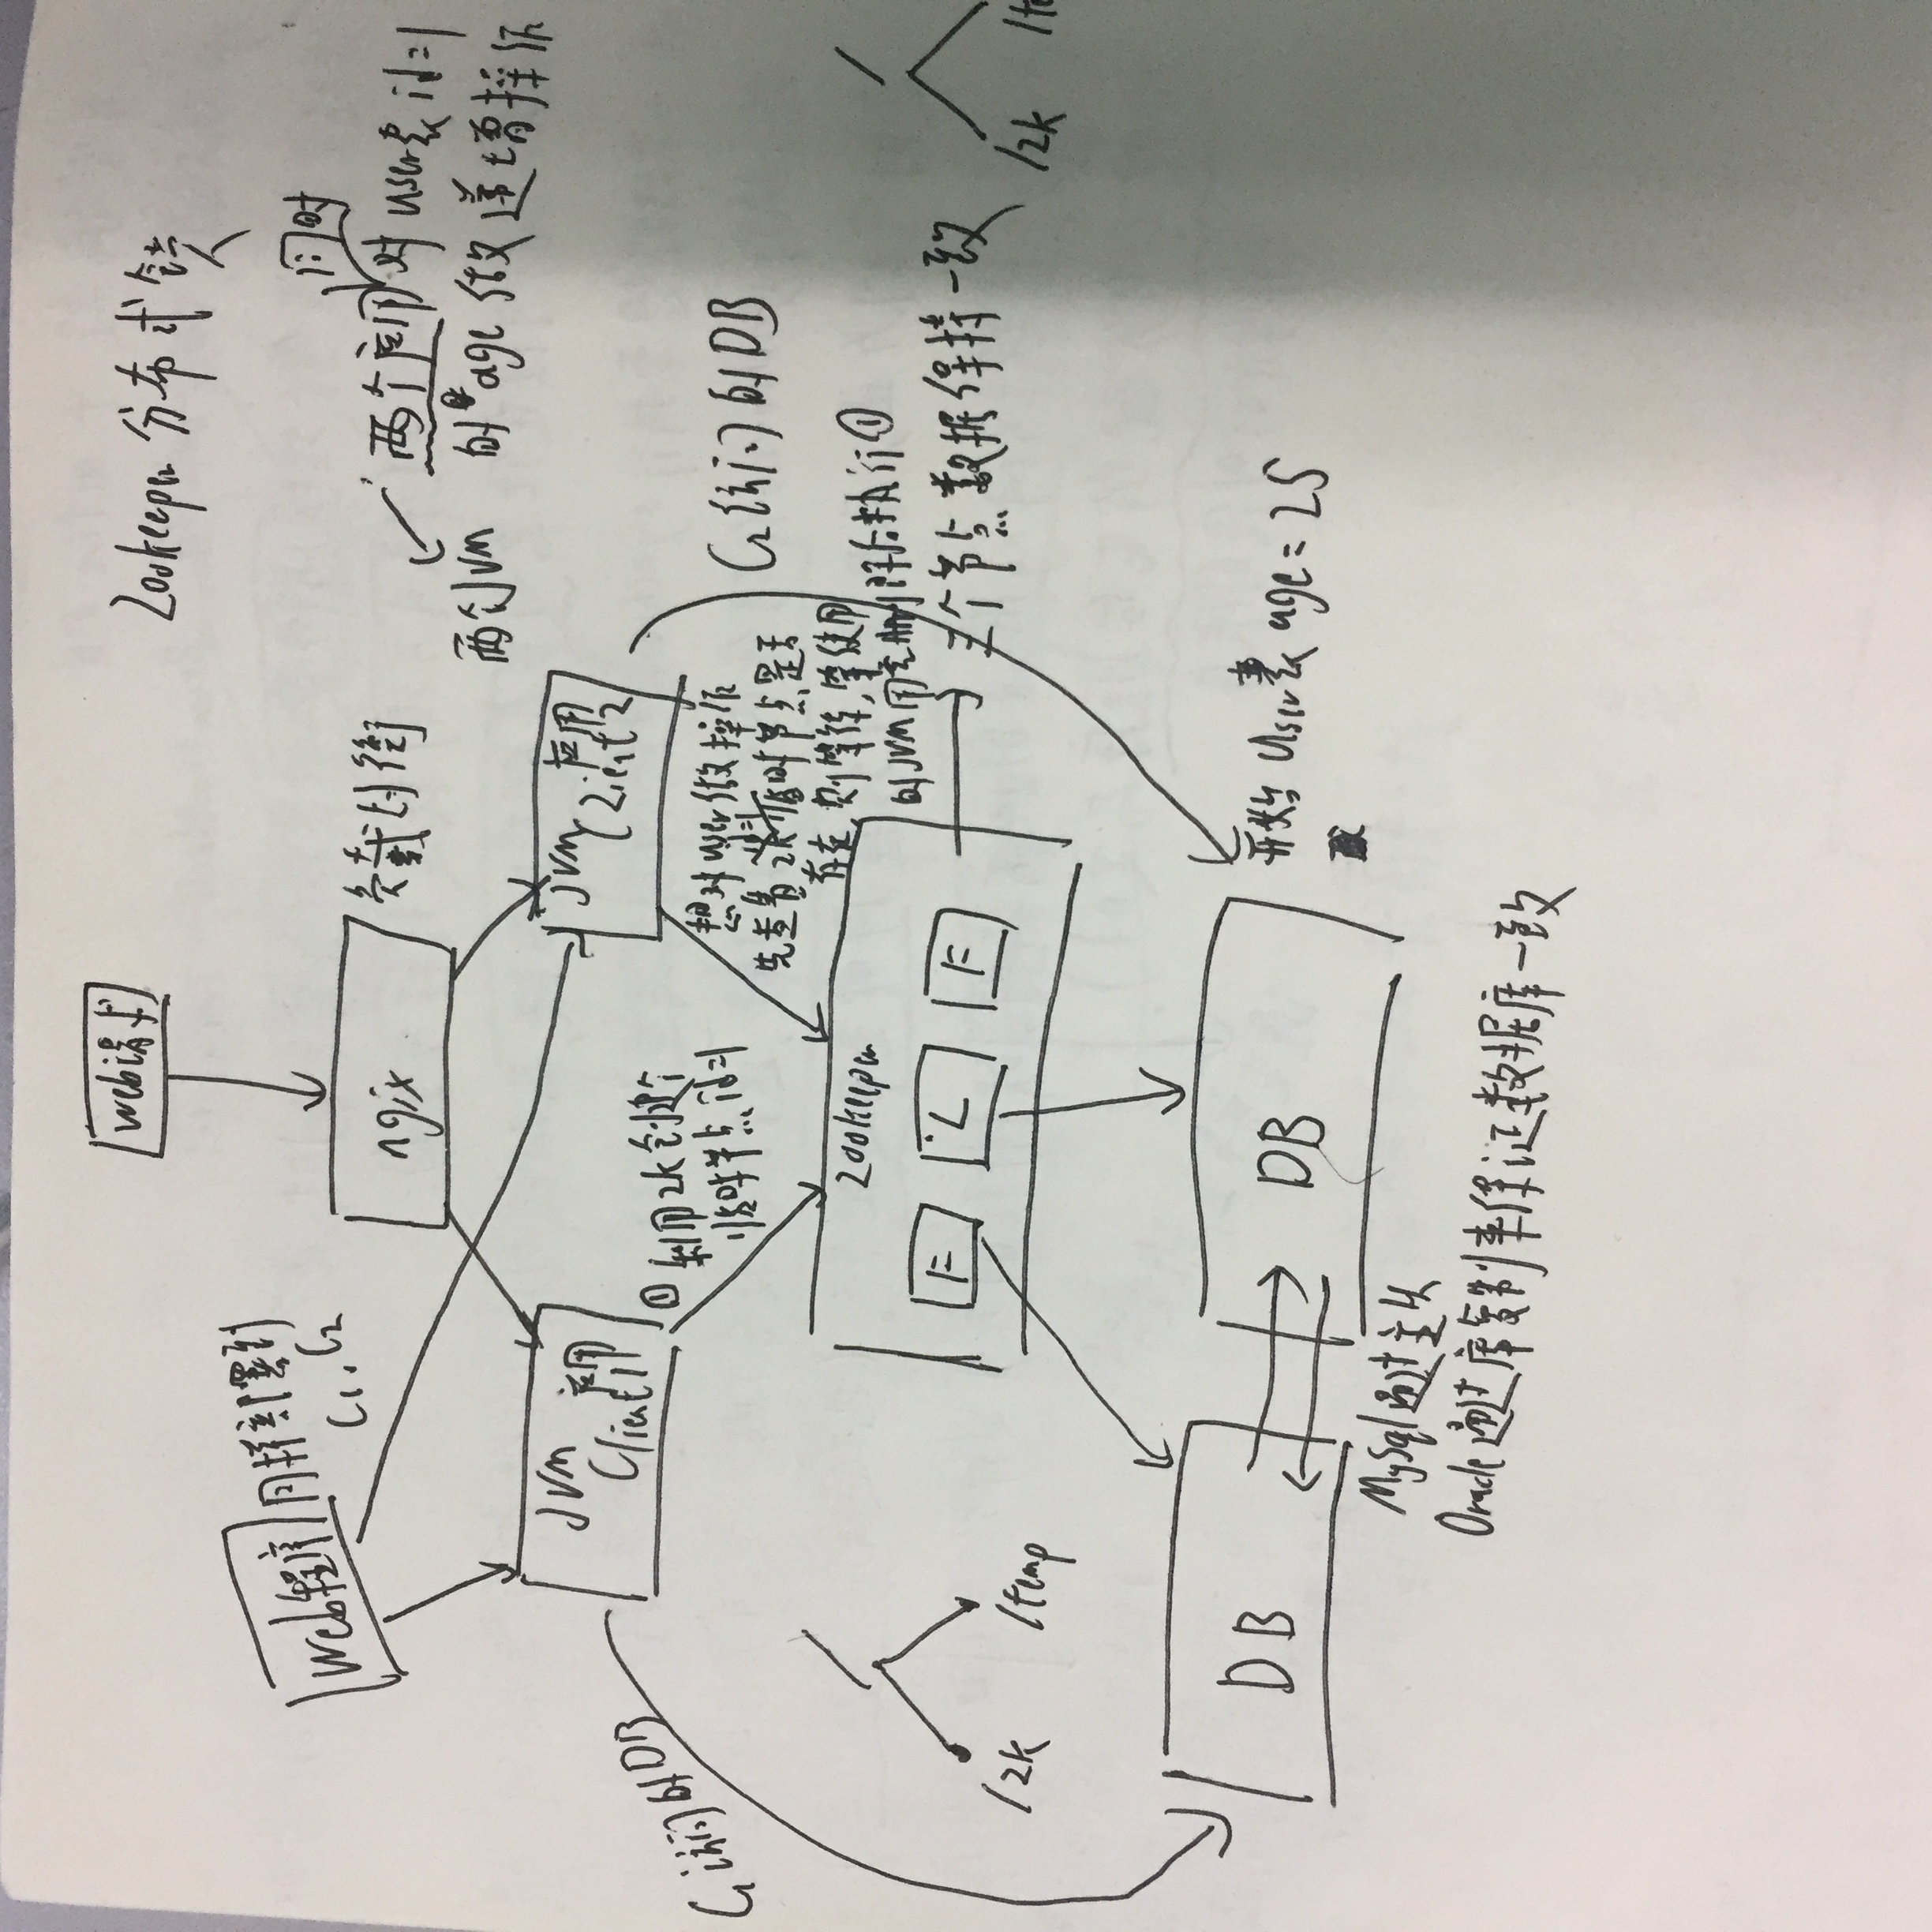 web请求
Zookeeper 分布式锁
web程序 同样部署到
C1、C2
同时
ngix 负载均衡
两个应用 对 user表 id=1
两个JVM 的 age 做递增操作
JVM
应用
Client1
JVM 应用
Client2
C1访问的DB
① 利用zk创建个
临时节点 id=1
想对user做操作
id=1
先查看zk临时节点是否
存在,则等待,等使用
的JVM用完删除后执行①
C2访问的DB
Zookeeper
F L F
三个节点数据保持一致
/
/zk /temp
/
/zk /te
DB DB
开始 user表 age=25
MySql通过主从
Oracle通过库复制来保证数据库一致